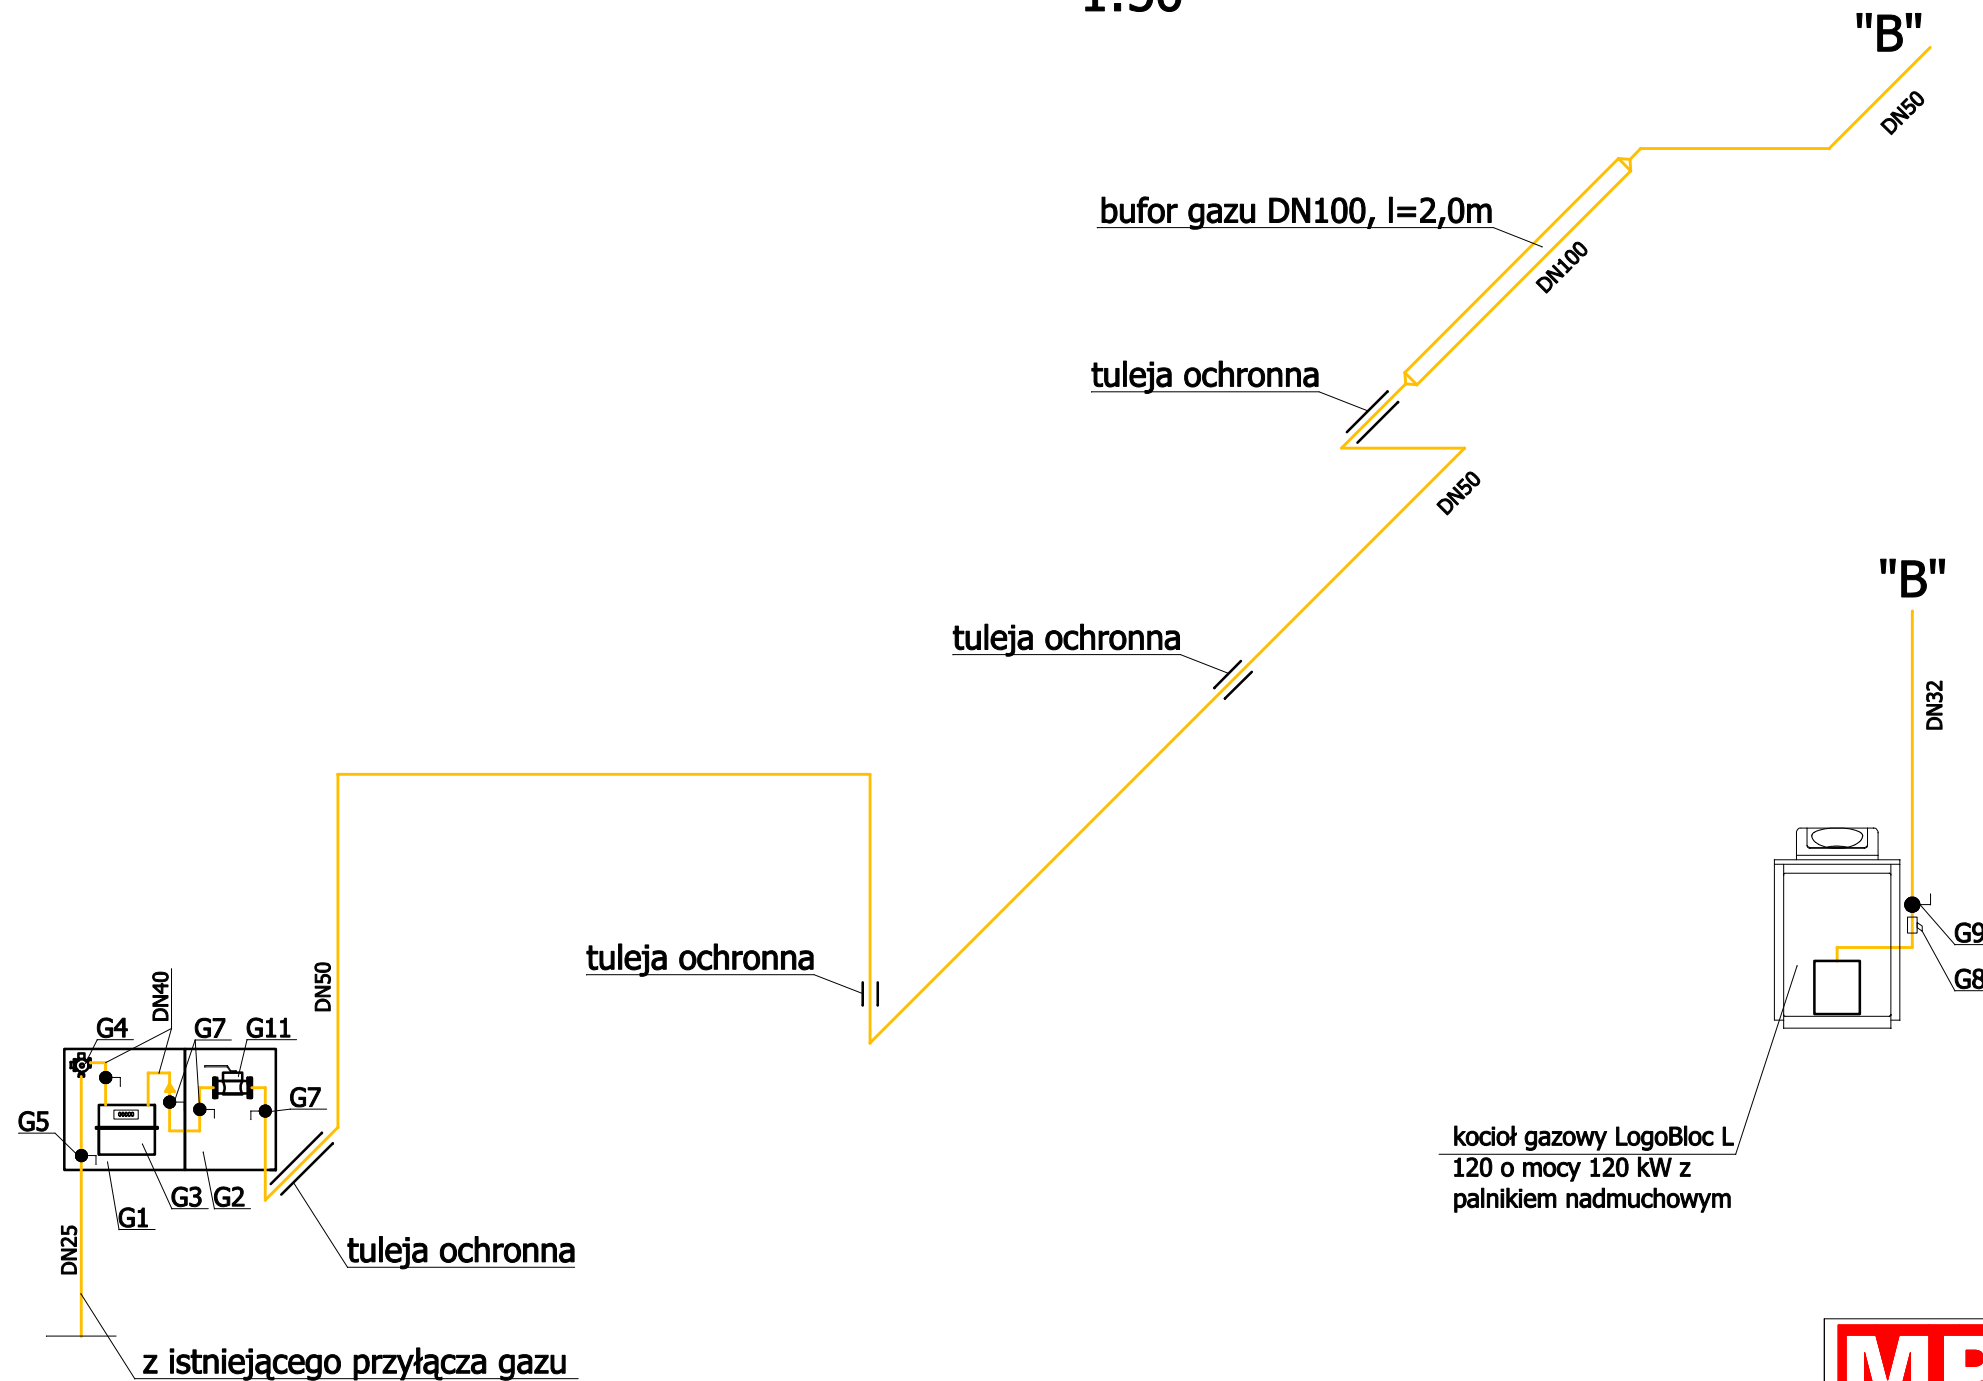 "B"
DN50
bufor gazu DN100, l=2,0m
DN100
tuleja ochronna
DN50
"B"
tuleja ochronna
DN32
tuleja ochronna
G9
G8
DN50
DN40
G4
G7
G11
G7
G5
kocioł gazowy LogoBloc L
120 o mocy 120 kW z
palnikiem nadmuchowym
G3
G2
G1
DN25
tuleja ochronna
z istniejącego przyłącza gazu